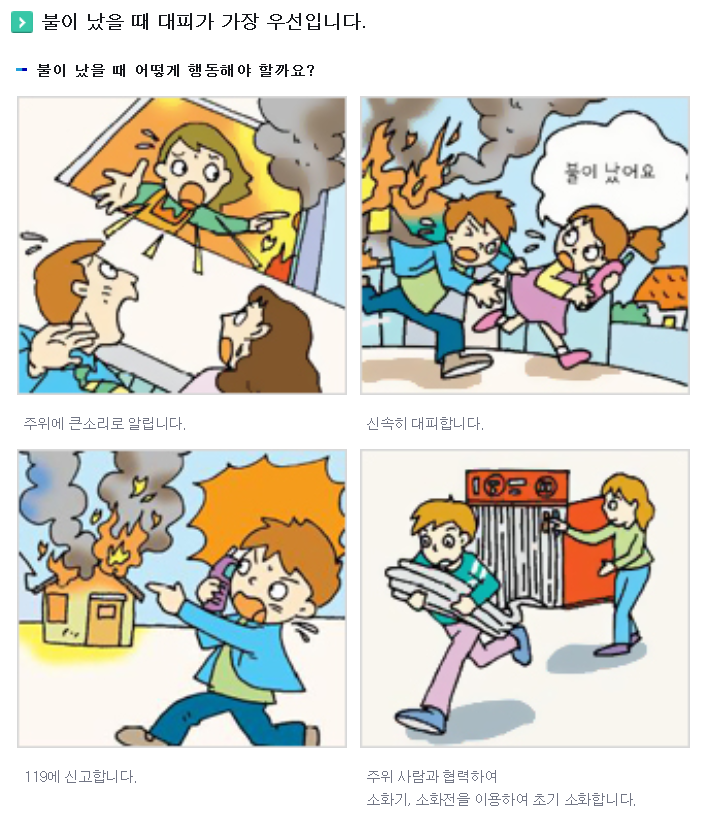 불이 났을 때 대피가 가장 우선입니다.
불이 났을 때 어떻게 행동해야 할까요?
불이 났어요
주위에 큰소리로 알립니다.
신속히 대피합니다.
119에 신고합니다.
주위 사람과 협력하여
소화기, 소화전을 이용하여 초기 소화합니다.